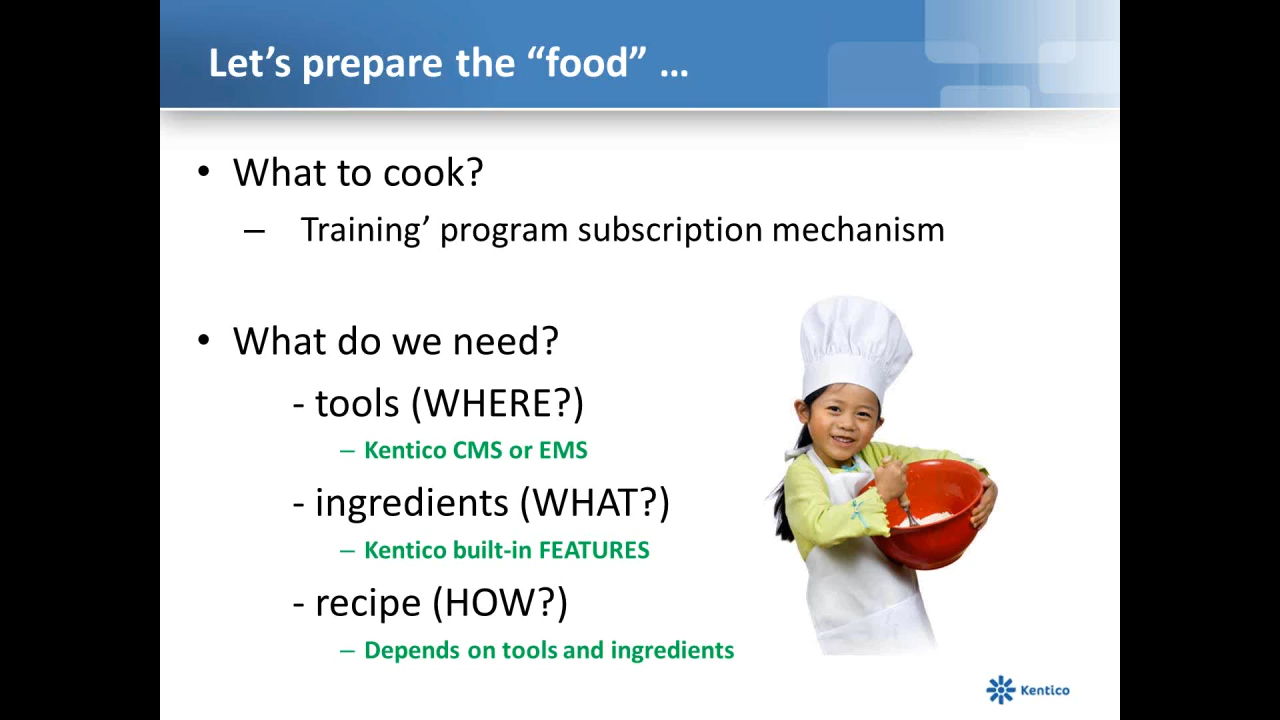 Let’s prepare the “food” …
• What to cook?
– Training’ program subscription mechanism
• What do we need?
- tools (WHERE?)
– Kentico CMS or EMS
- ingredients (WHAT?)
– Kentico built-in FEATURES
- recipe (HOW?)
– Depends on tools and ingredients
Kentico